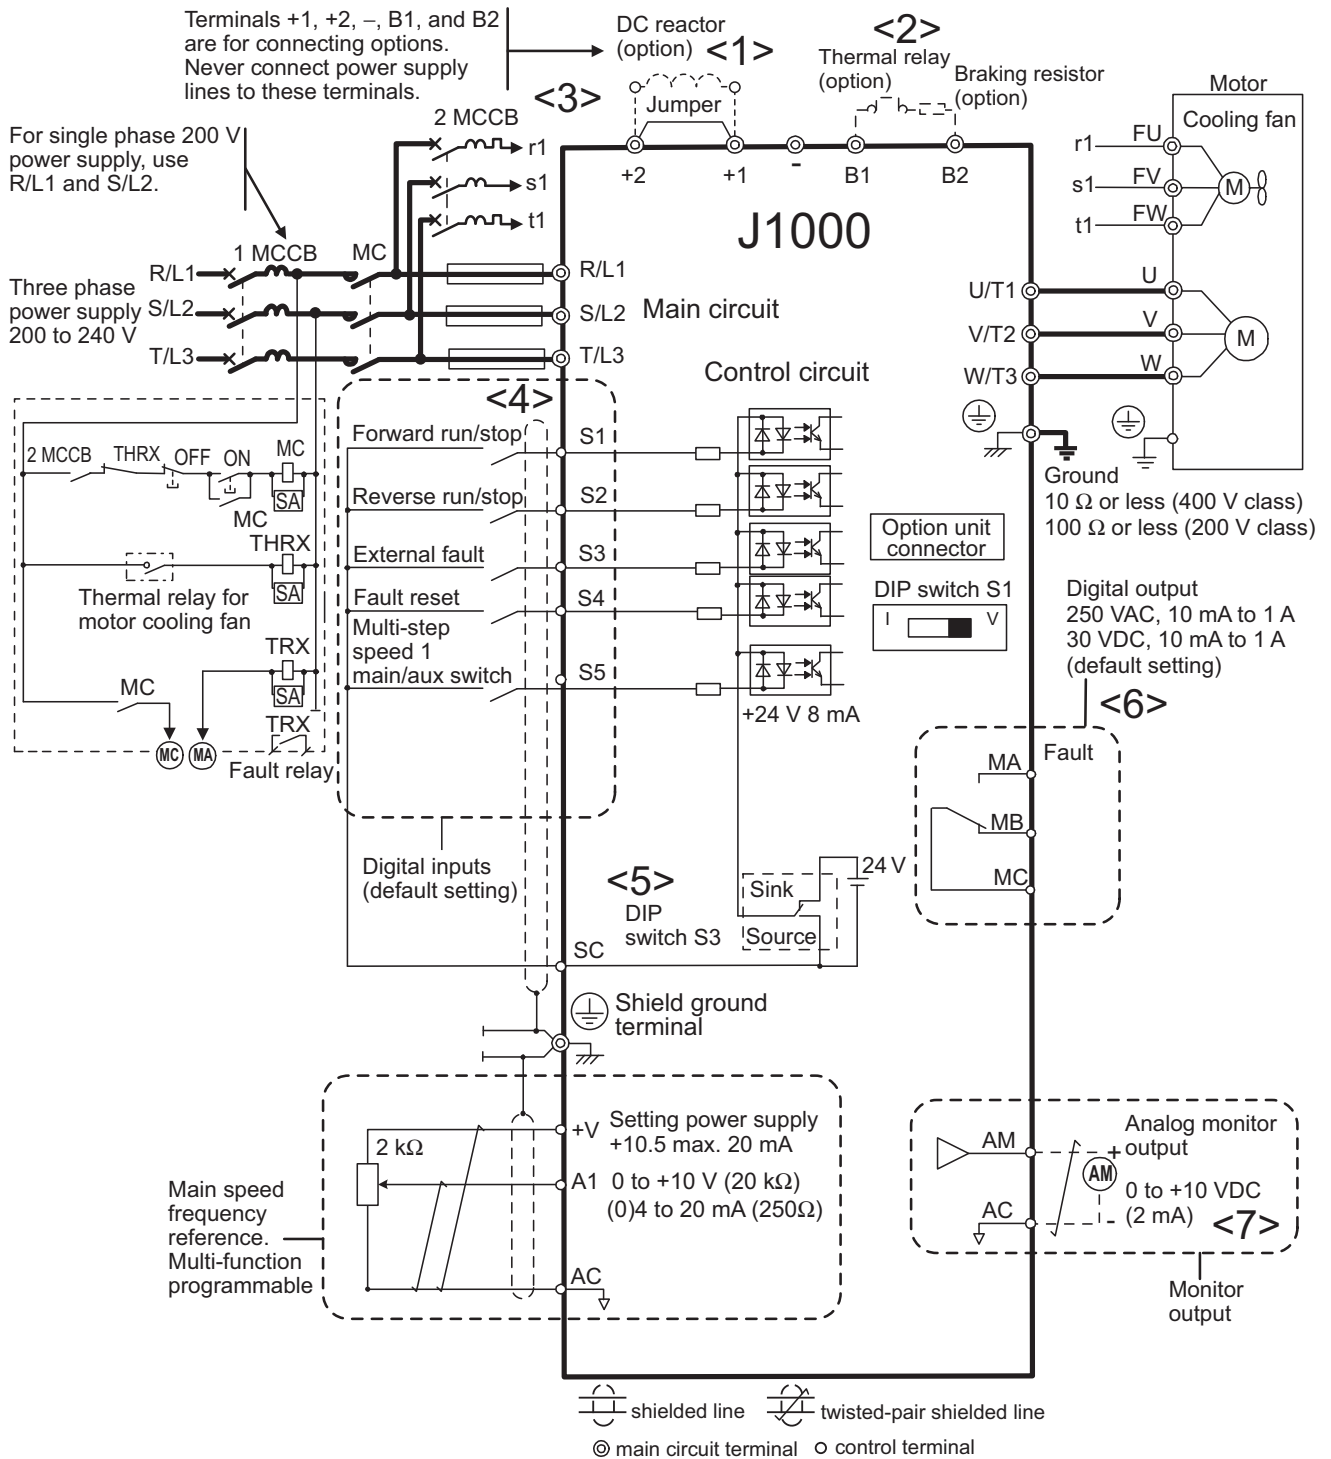 Terminals +1, +2, –, B1, and B2
are for connecting options.
Never connect power supply
lines to these terminals.
DC reactor
(option)
<1>
<2>
Thermal relay
(option)
Braking resistor
(option)
Jumper
<3>
2 MCCB
r1
s1
t1
For single phase 200 V
power supply, use
R/L1 and S/L2.
+2
+1
-
B1
B2
Motor
Cooling fan
r1
FU
s1
FV
M
t1
FW
J1000
1 MCCB
MC
R/L1
S/L2
T/L3
Three phase
power supply
200 to 240 V
R/L1
S/L2
T/L3
Main circuit
U/T1
U
V/T2
V
M
W/T3
W
Control circuit
<4>
Forward run/stop
S1
Reverse run/stop
S2
External fault
S3
Fault reset
S4
Multi-step
speed 1
main/aux switch
S5
2 MCCB
THRX
OFF
ON
MC
SA
MC
THRX
SA
Thermal relay for
motor cooling fan
TRX
SA
MC
TRX
MC
MA
Fault relay
Ground
10 Ω or less (400 V class)
100 Ω or less (200 V class)
Option unit
connector
DIP switch S1
I
V
+24 V 8 mA
Digital output
250 VAC, 10 mA to 1 A
30 VDC, 10 mA to 1 A
(default setting)
<6>
MA
Fault
MB
MC
Digital inputs
(default setting)
<5>
DIP
switch S3
Sink
Source
24 V
SC
Shield ground
terminal
2 kΩ
+V
Setting power supply
+10.5 max. 20 mA
A1
0 to +10 V (20 kΩ)
(0)4 to 20 mA (250Ω)
AC
Main speed
frequency
reference.
Multi-function
programmable
AM
+
Analog monitor
output
AM
0 to +10 VDC
(2 mA)
AC
-
<7>
Monitor
output
shielded line
twisted-pair shielded line
main circuit terminal
control terminal